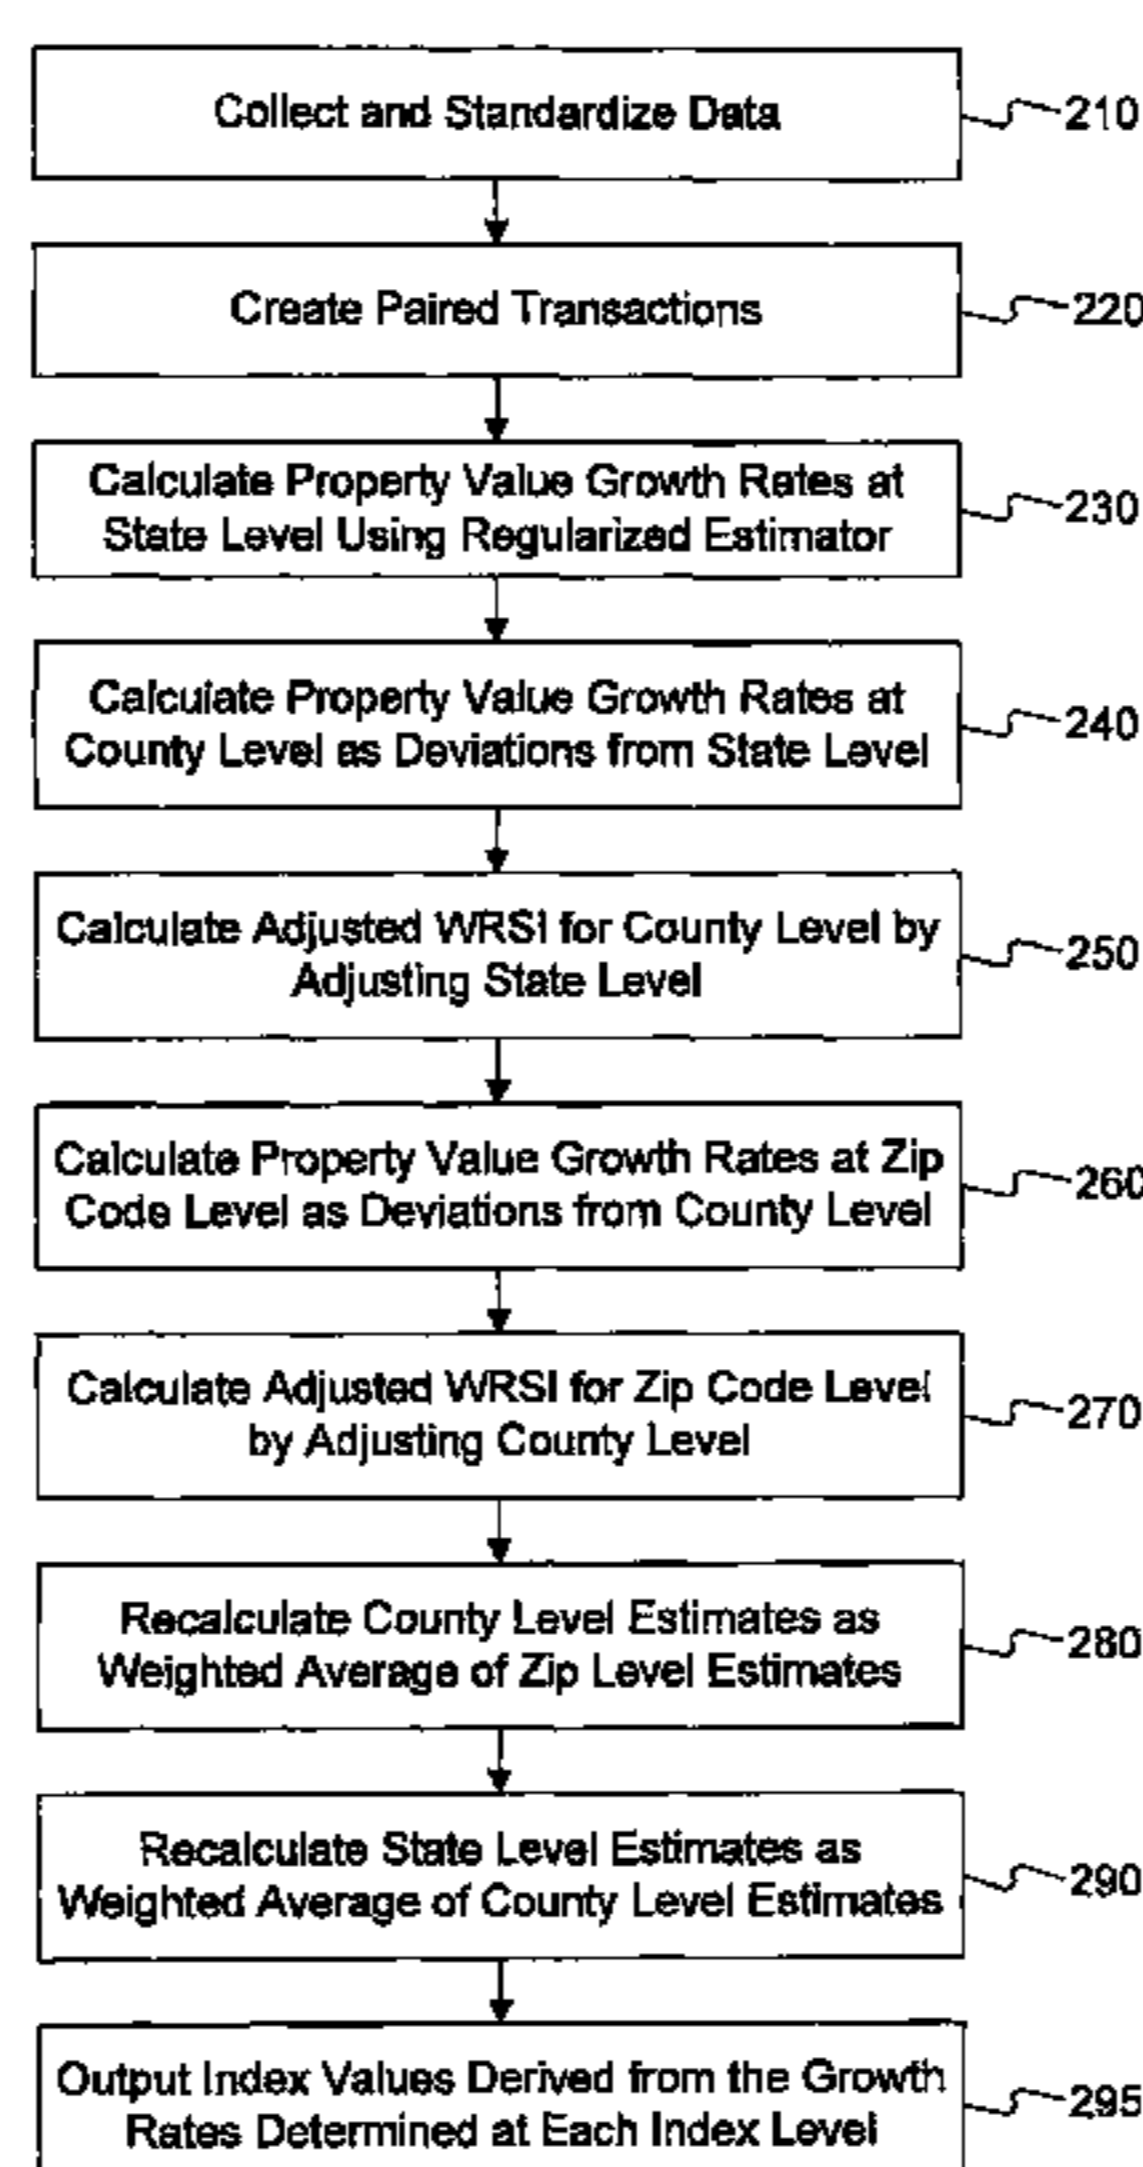 Collect and Standardize Data
210
Create Paired Transactions
220
Calculate Property Value Growth Rates at
State Level Using Regularized Estimator
230
Calculate Property Value Growth Rates at
County Level as Deviations from State Level
240
Calculate Adjusted WRSI for County Level by
Adjusting State Level
250
Calculate Property Value Growth Rates at Zip
Code Level as Deviations from County Level
260
Calculate Adjusted WRSI for Zip Code Level
by Adjusting County Level
270
Recalculate County Level Estimates as
Weighted Average of Zip Level Estimates
280
Recalculate State Level Estimates as
Weighted Average of County Level Estimates
290
Output Index Values Derived from the Growth
Rates Determined at Each Index Level
295